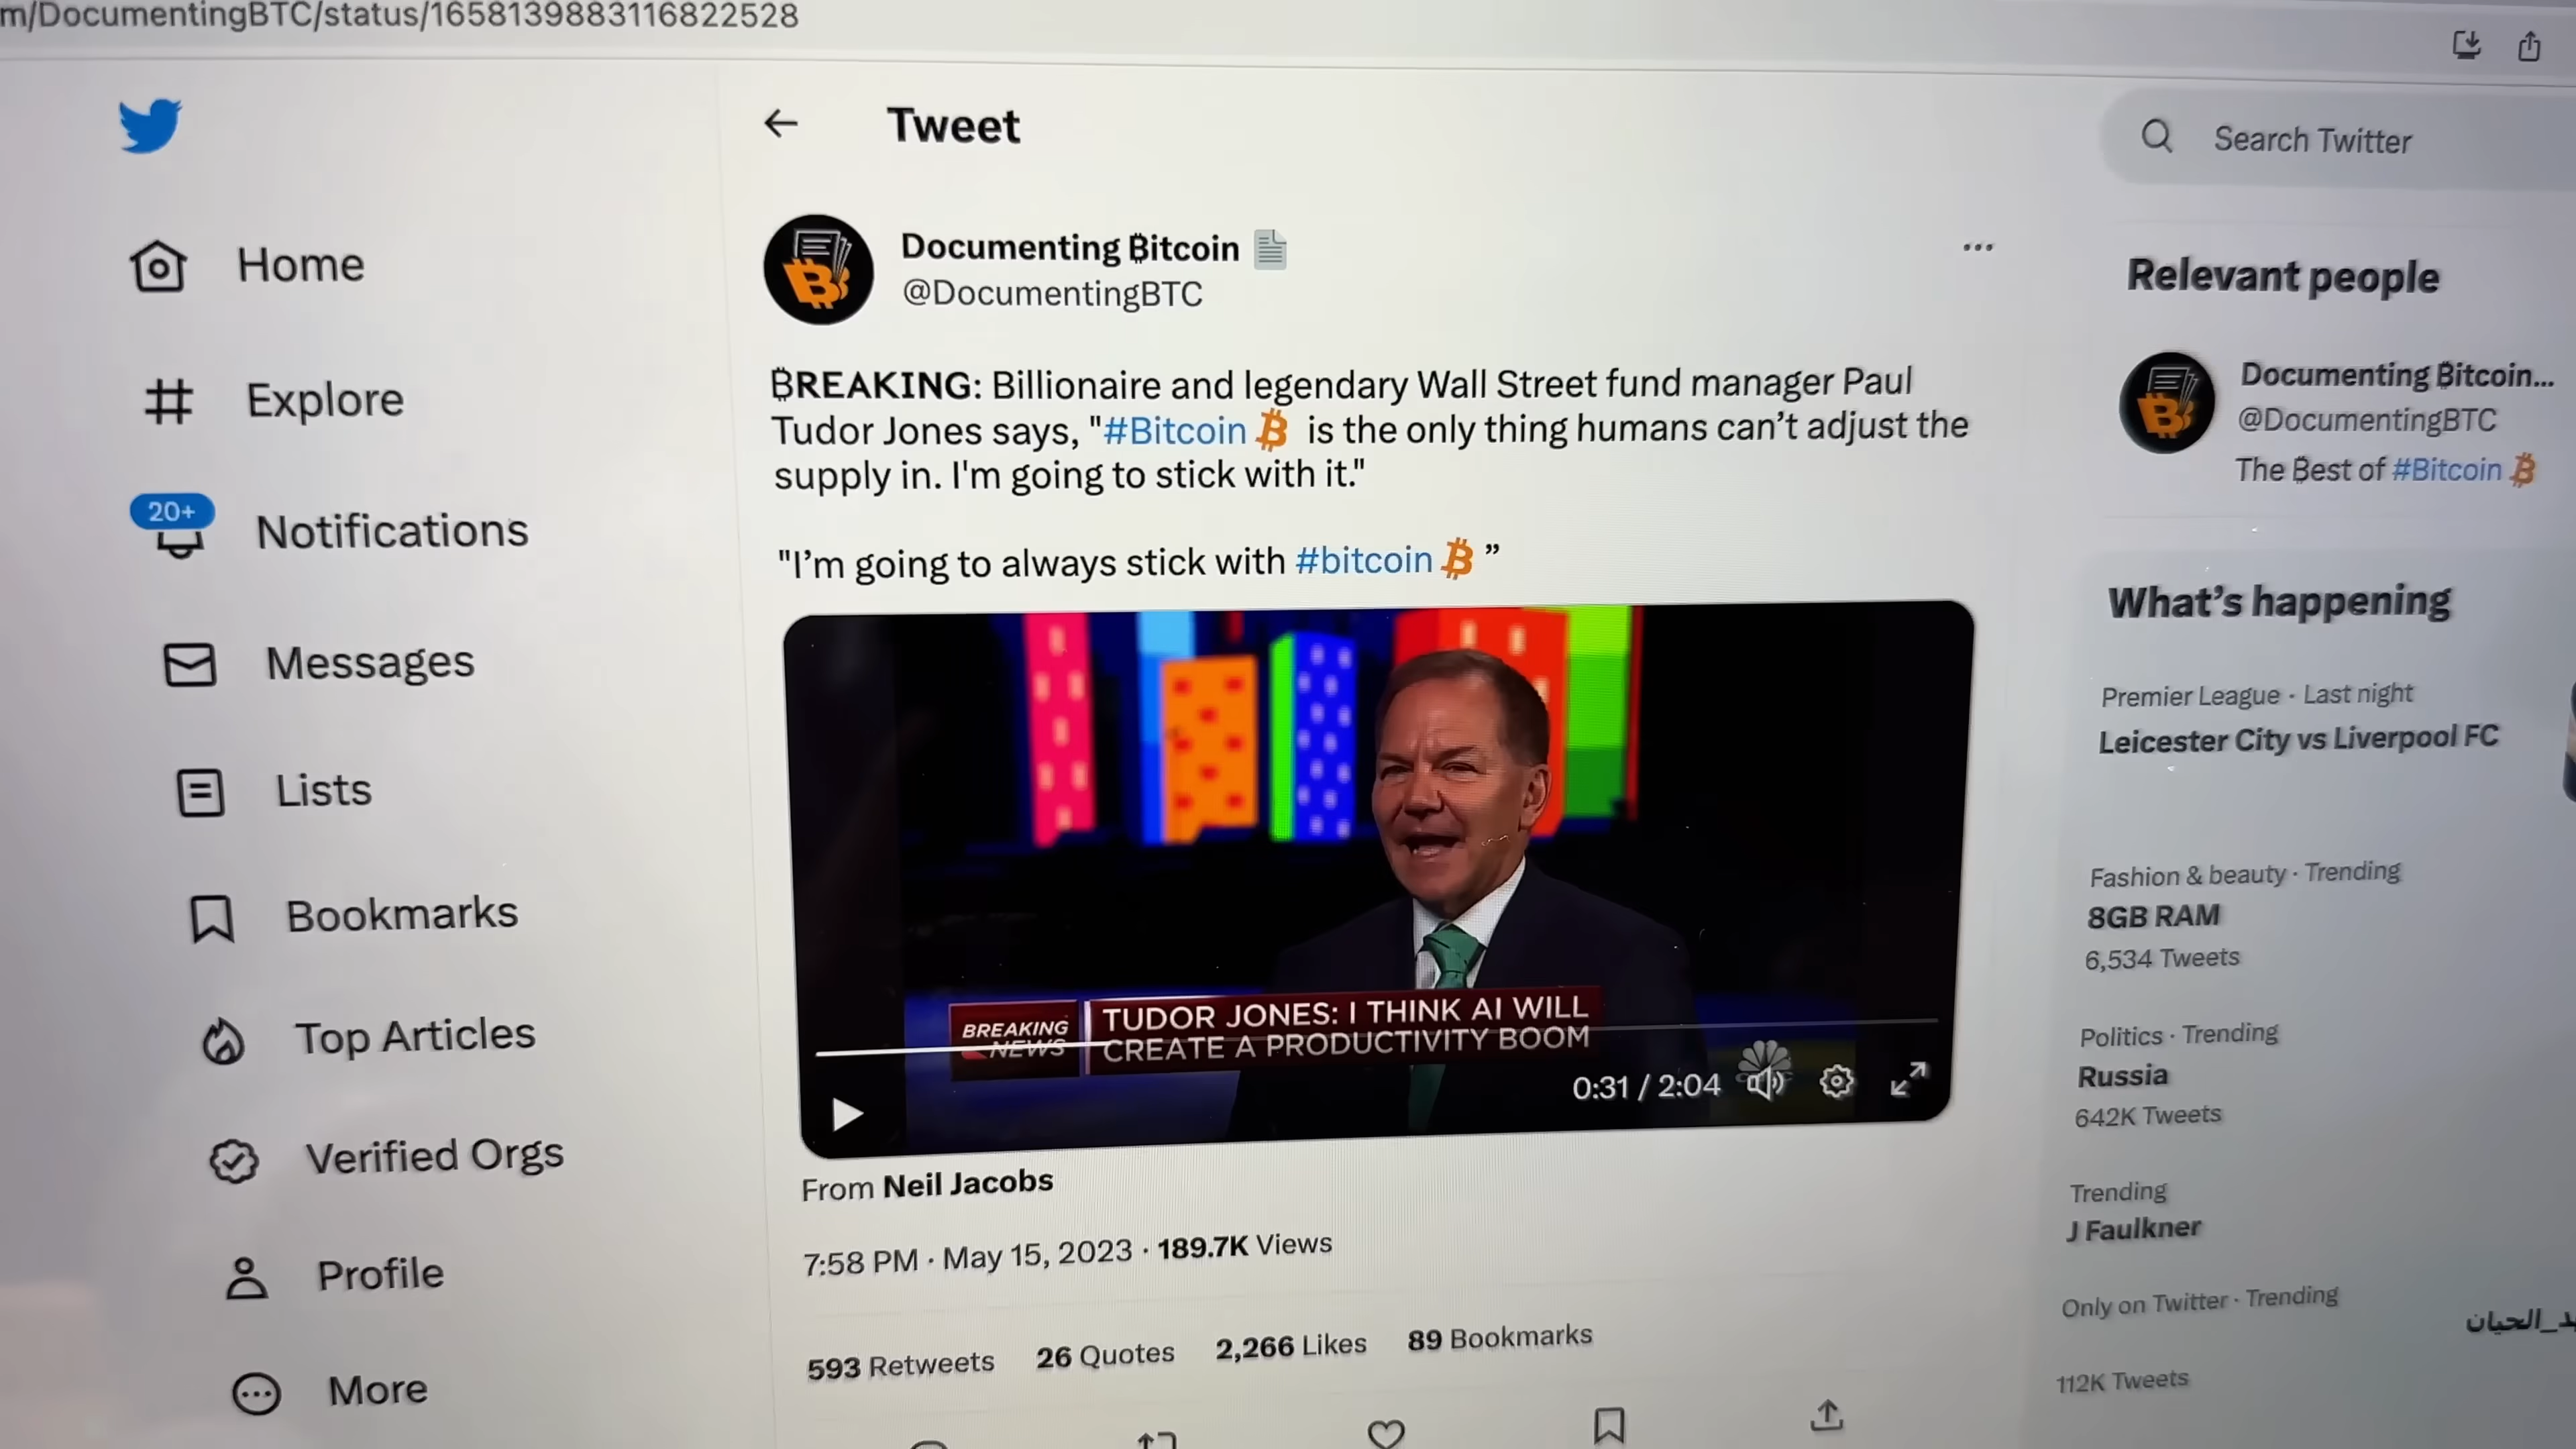 m/DocumentingBTC/status/1658139883116822528
Home
Explore
20+
Notifications
Messages
Lists
Bookmarks
Top Articles
Verified Orgs
Profile
More
Tweet
Documenting ₿itcoin
@DocumentingBTC
₿REAKING: Billionaire and legendary Wall Street fund manager Paul
Tudor Jones says, "#Bitcoin is the only thing humans can’t adjust the
supply in. I'm going to stick with it."
"I’m going to always stick with #bitcoin ”
BREAKING
NEWS
TUDOR JONES: I THINK AI WILL
CREATE A PRODUCTIVITY BOOM
0:31 / 2:04
From Neil Jacobs
7:58 PM · May 15, 2023 · 189.7K Views
593 Retweets 26 Quotes 2,266 Likes 89 Bookmarks
Search Twitter
Relevant people
Documenting ₿itcoin...
@DocumentingBTC
The ₿est of #Bitcoin
What’s happening
Premier League · Last night
Leicester City vs Liverpool FC
Fashion & beauty · Trending
8GB RAM
6,534 Tweets
Politics · Trending
Russia
642K Tweets
Trending
J Faulkner
Only on Twitter · Trending
112K Tweets